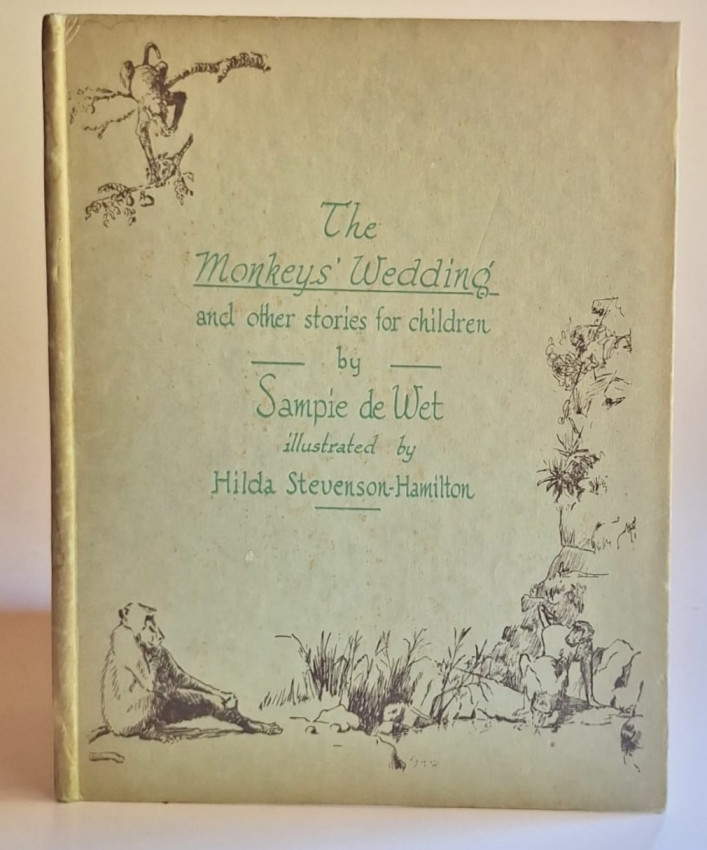 The
Monkeys' Wedding
and other stories for children
by
Sampie de Wet
illustrated by
Hilda Stevenson-Hamilton